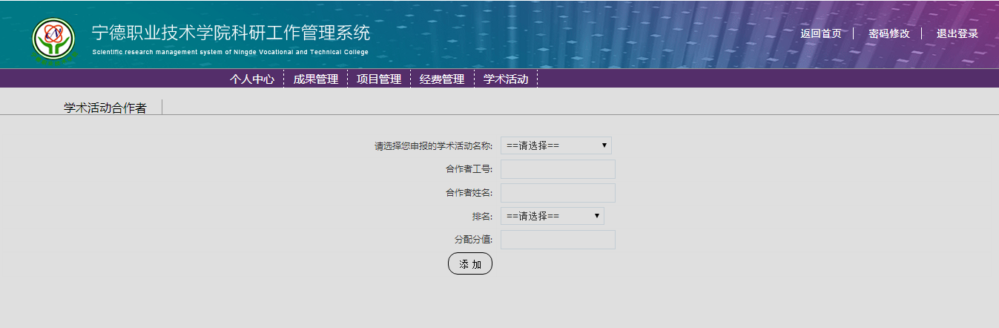 宁德职业技术学院科研工作管理系统
Scientific research management system of Ningde Vocational and Technical College
返回首页 密码修改 退出登录
个人中心 成果管理 项目管理 经费管理 学术活动
学术活动合作者
请选择您申报的学术活动名称: ==请选择==
合作者工号:
合作者姓名:
排名: ==请选择==
分配分值:
添 加